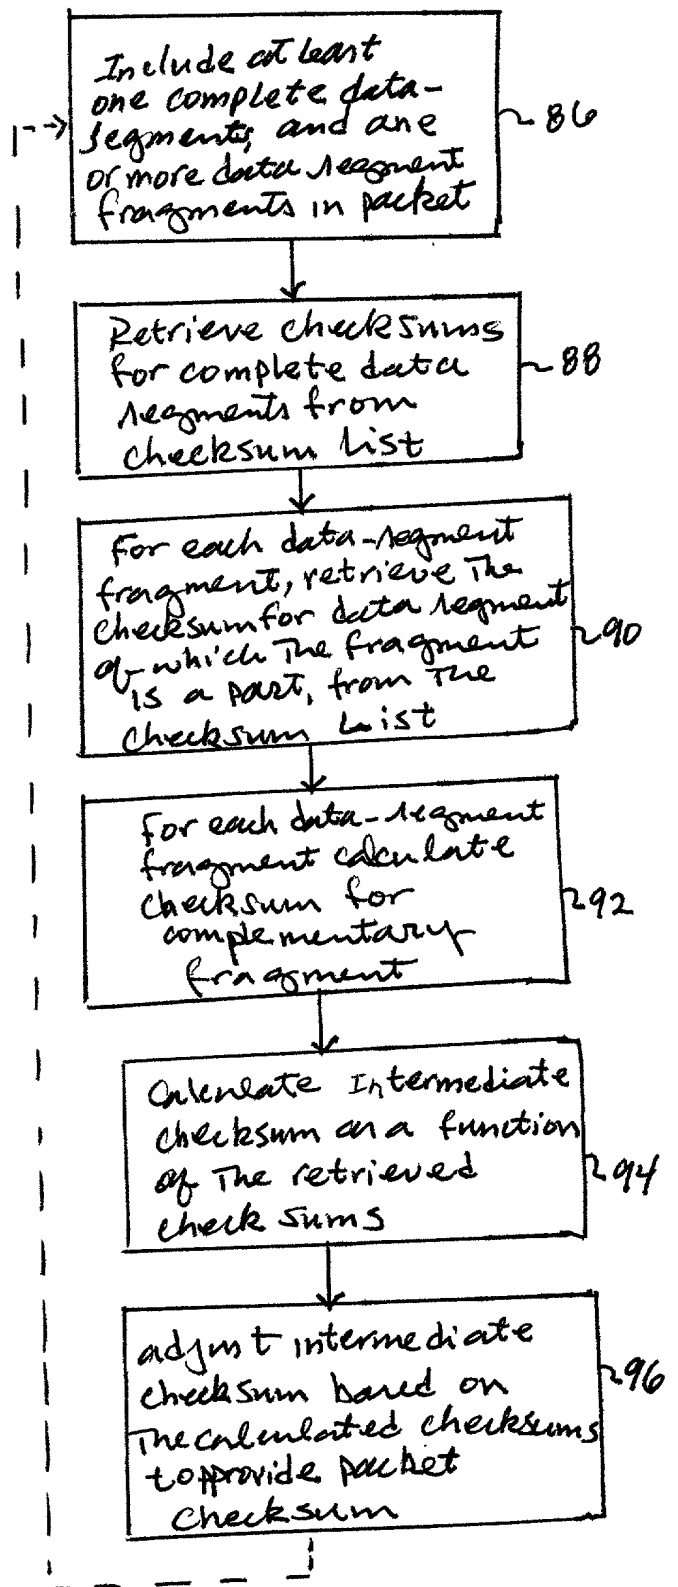 Include at least
one complete data-
segments, and one
or more data segment
fragments in packet
86
Retrieve checksums
for complete data
segments from
checksum list
88
For each data-segment
fragment, retrieve the
checksum for data segment
of which the fragment
is a part, from the
checksum List
90
For each data-segment
fragment calculate
checksum for
complementary
fragment
92
Calculate Intermediate
checksum as a function
of the retrieved
check sums
94
adjust intermediate
checksum based on
The calculated checksums
to pprovide packet
checksum
96